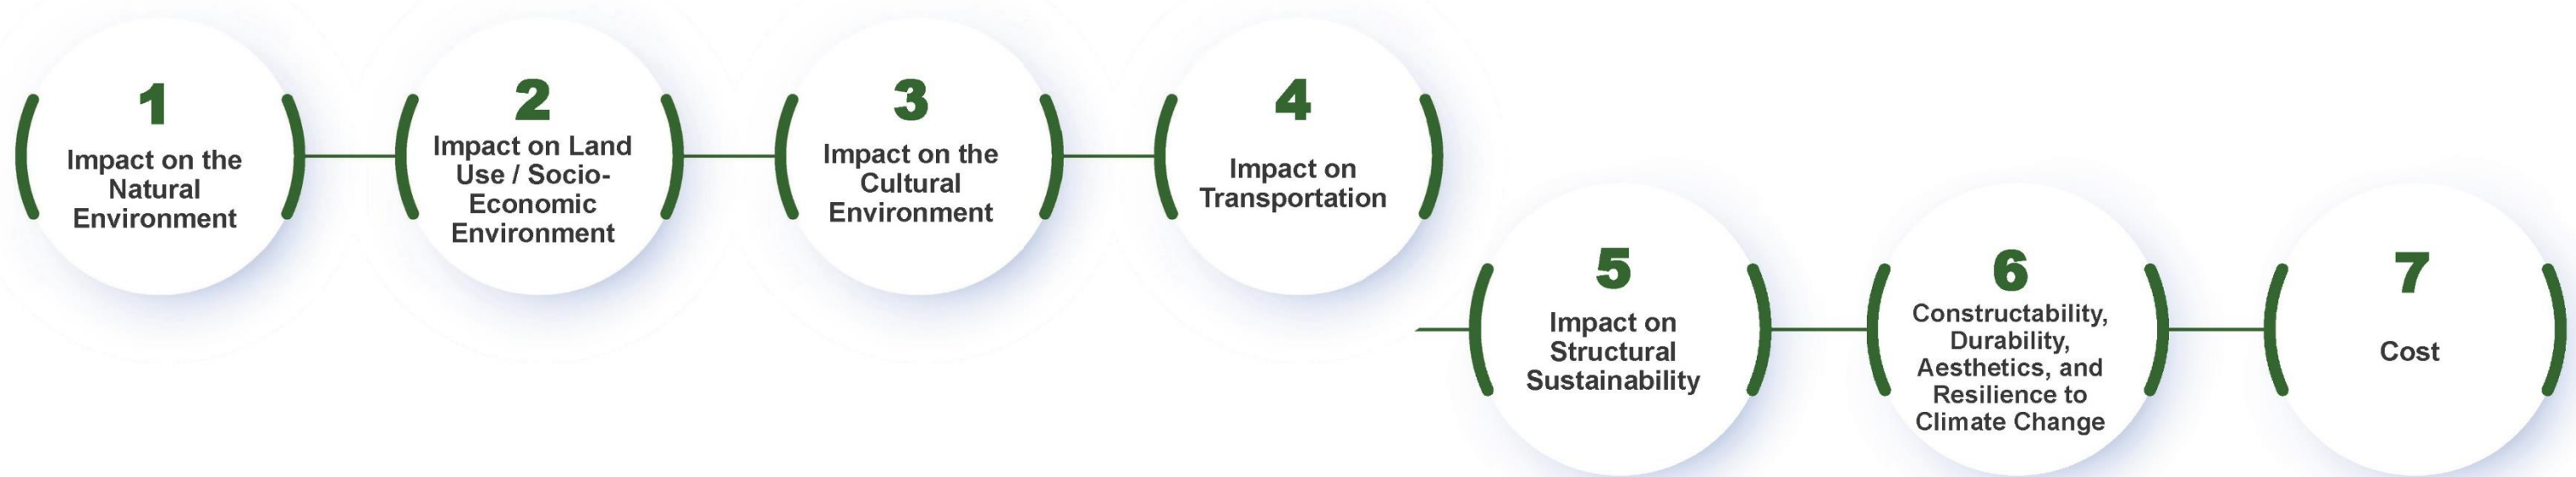 1
Impact on the
Natural
Environment
2
Impact on Land
Use / Socio-
Economic
Environment
3
Impact on the
Cultural
Environment
4
Impact on
Transportation
5
Impact on
Structural
Sustainability
6
Constructability,
Durability,
Aesthetics, and
Resilience to
Climate Change
7
Cost